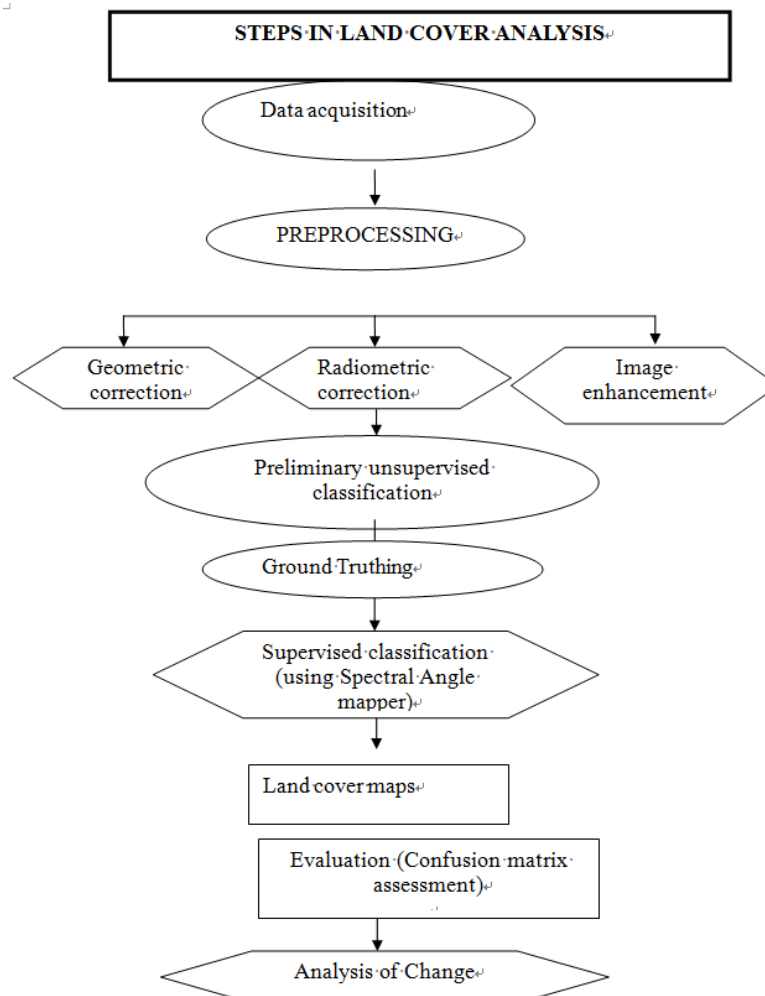 STEPS IN LAND COVER ANALYSIS
Data acquisition
PREPROCESSING
Geometric
correction
Radiometric
correction
Image
enhancement
Preliminary unsupervised
classification
Ground Truthing
Supervised classification
(using Spectral Angle
mapper)
Land cover maps
Evaluation (Confusion matrix
assessment)
Analysis of Change